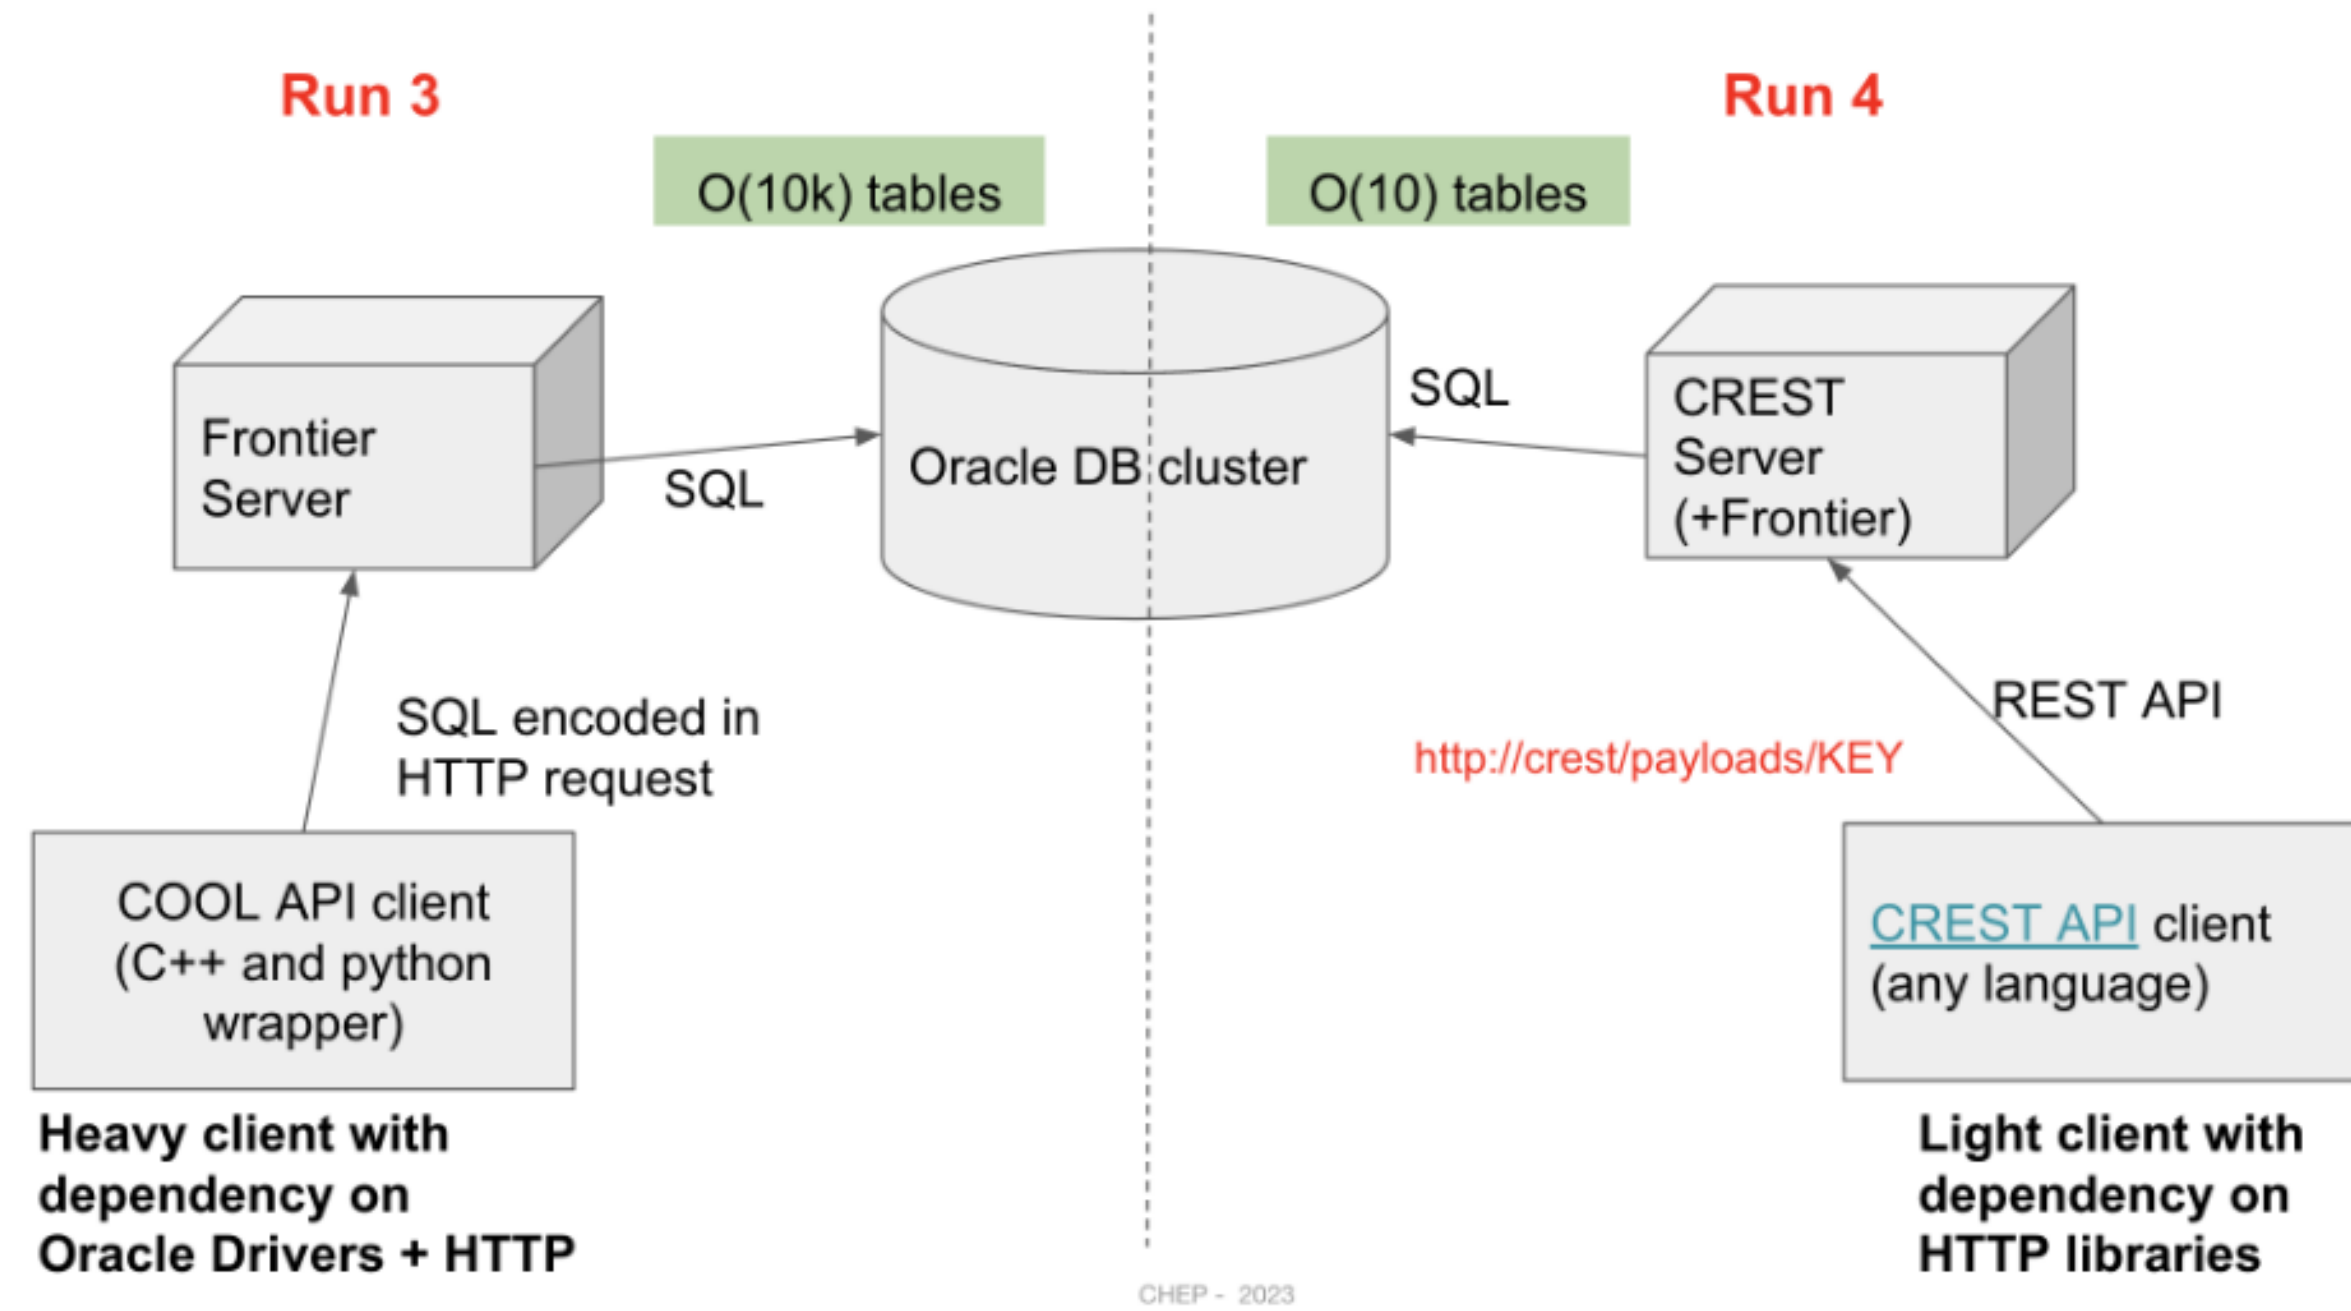 Run 3
Run 4
O(10k) tables
O(10) tables
Frontier
Server
SQL
Oracle DB cluster
SQL
CREST
Server
(+Frontier)
SQL encoded in
HTTP request
REST API
http://crest/payloads/KEY
COOL API client
(C++ and python
wrapper)
CREST API client
(any language)
Heavy client with
dependency on
Oracle Drivers + HTTP
Light client with
dependency on
HTTP libraries
CHEP - 2023